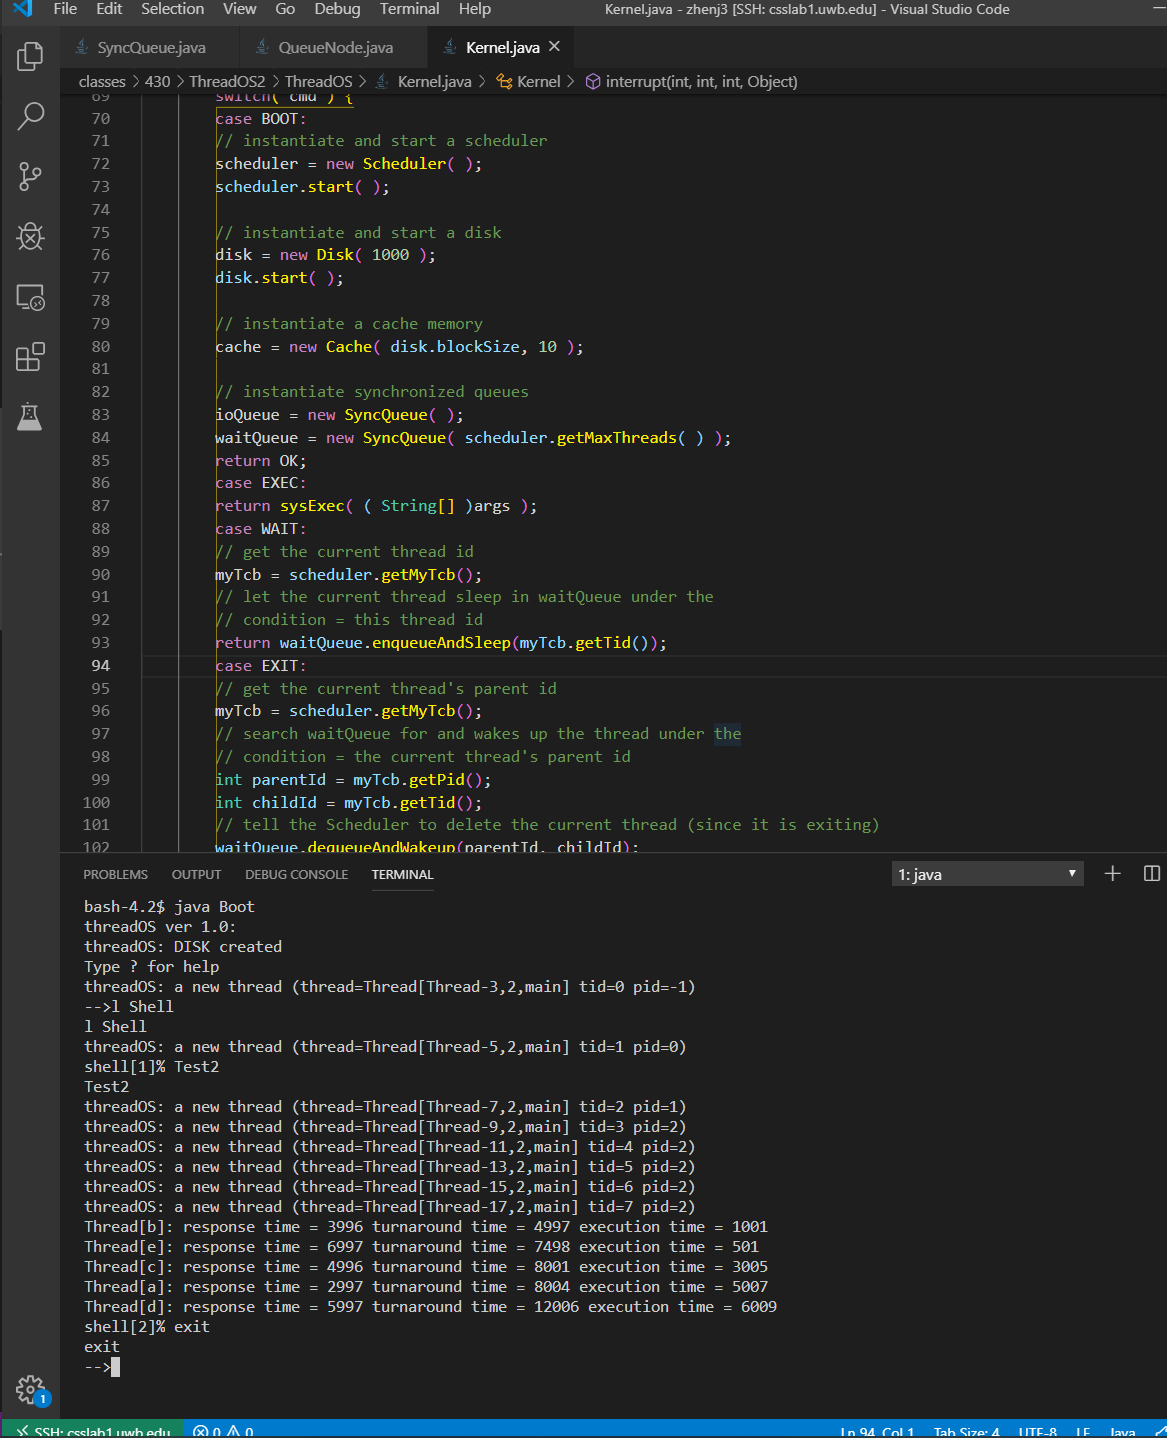 File Edit Selection View Go Debug Terminal Help Kernel.java - zhenj3 [SSH: csslab1.uwb.edu] - Visual Studio Code
SyncQueue.java QueueNode.java Kernel.java ×
classes > 430 > ThreadOS2 > ThreadOS > Kernel.java > Kernel > interrupt(int, int, int, Object)
69 switch( cmd ) {
70 case BOOT:
71 // instantiate and start a scheduler
72 scheduler = new Scheduler( );
73 scheduler.start( );
74
75 // instantiate and start a disk
76 disk = new Disk( 1000 );
77 disk.start( );
78
79 // instantiate a cache memory
80 cache = new Cache( disk.blockSize, 10 );
81
82 // instantiate synchronized queues
83 ioQueue = new SyncQueue( );
84 waitQueue = new SyncQueue( scheduler.getMaxThreads( ) );
85 return OK;
86 case EXEC:
87 return sysExec( ( String[] )args );
88 case WAIT:
89 // get the current thread id
90 myTcb = scheduler.getMyTcb();
91 // let the current thread sleep in waitQueue under the
92 // condition = this thread id
93 return waitQueue.enqueueAndSleep(myTcb.getTid());
94 case EXIT:
95 // get the current thread's parent id
96 myTcb = scheduler.getMyTcb();
97 // search waitQueue for and wakes up the thread under the
98 // condition = the current thread's parent id
99 int parentId = myTcb.getPid();
100 int childId = myTcb.getTid();
101 // tell the Scheduler to delete the current thread (since it is exiting)
102 waitQueue.dequeueAndWakeup(parentId, childId);
PROBLEMS OUTPUT DEBUG CONSOLE TERMINAL 1: java
bash-4.2$ java Boot
threadOS ver 1.0:
threadOS: DISK created
Type ? for help
threadOS: a new thread (thread=Thread[Thread-3,2,main] tid=0 pid=-1)
-->l Shell
l Shell
threadOS: a new thread (thread=Thread[Thread-5,2,main] tid=1 pid=0)
shell[1]% Test2
Test2
threadOS: a new thread (thread=Thread[Thread-7,2,main] tid=2 pid=1)
threadOS: a new thread (thread=Thread[Thread-9,2,main] tid=3 pid=2)
threadOS: a new thread (thread=Thread[Thread-11,2,main] tid=4 pid=2)
threadOS: a new thread (thread=Thread[Thread-13,2,main] tid=5 pid=2)
threadOS: a new thread (thread=Thread[Thread-15,2,main] tid=6 pid=2)
threadOS: a new thread (thread=Thread[Thread-17,2,main] tid=7 pid=2)
Thread[b]: response time = 3996 turnaround time = 4997 execution time = 1001
Thread[e]: response time = 6997 turnaround time = 7498 execution time = 501
Thread[c]: response time = 4996 turnaround time = 8001 execution time = 3005
Thread[a]: response time = 2997 turnaround time = 8004 execution time = 5007
Thread[d]: response time = 5997 turnaround time = 12006 execution time = 6009
shell[2]% exit
exit
-->
1
SSH: csslab1.uwb.edu 0 0 Ln 94, Col 1 Tab Size: 4 UTF-8 LF Java